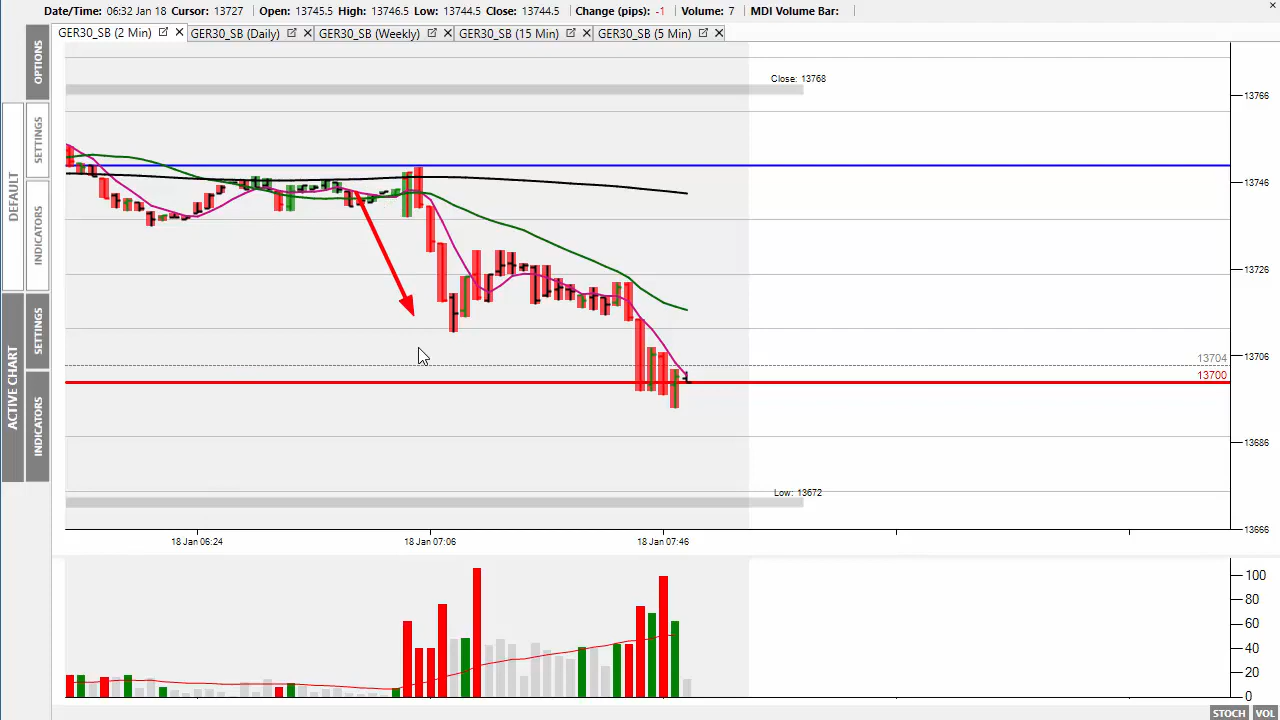 Date/Time: 06:32 Jan 18 Cursor: 13727 Open: 13745.5 High: 13746.5 Low: 13744.5 Close: 13744.5 Change (pips): -1 Volume: 7 MDI Volume Bar:
GER30_SB (2 Min) GER30_SB (Daily) GER30_SB (Weekly) GER30_SB (15 Min) GER30_SB (5 Min)
OPTIONS
DEFAULT
SETTINGS
INDICATORS
ACTIVE CHART
SETTINGS
INDICATORS
Close: 13768
13766
13746
13726
13704
13706
13700
13686
Low: 13672
13666
18 Jan 06:24 18 Jan 07:06 18 Jan 07:46
100
80
60
40
20
0
STOCH VOL